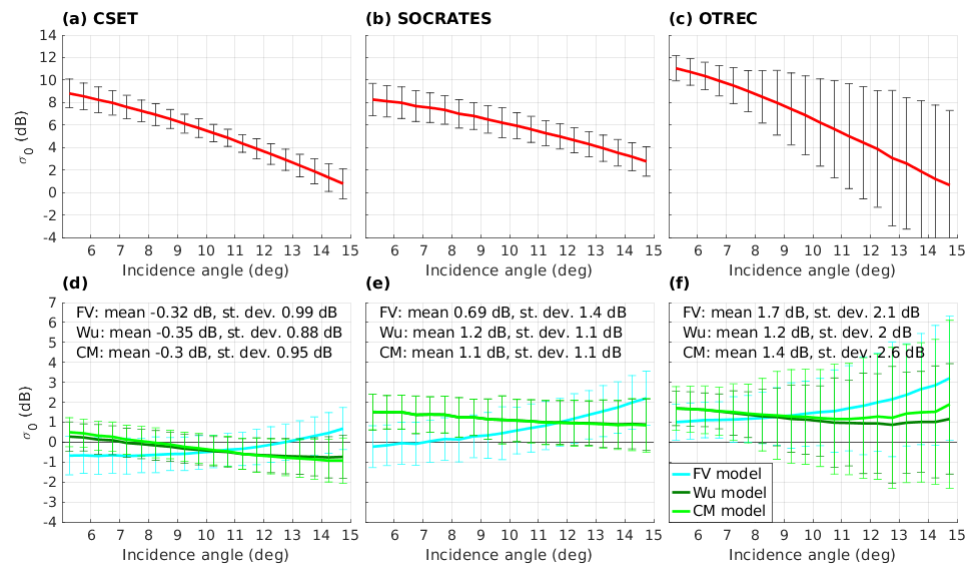 (a) CSET
(b) SOCRATES
(c) OTREC
14
12
10
8
6
4
2
0
-2
-4
σ0 (dB)
6 7 8 9 10 11 12 13 14 15
Incidence angle (deg)
6 7 8 9 10 11 12 13 14 15
Incidence angle (deg)
6 7 8 9 10 11 12 13 14 15
Incidence angle (deg)
(d)
7
6
5
4
3
2
1
0
-1
-2
-3
-4
σ0 (dB)
FV: mean -0.32 dB, st. dev. 0.99 dB
Wu: mean -0.35 dB, st. dev. 0.88 dB
CM: mean -0.3 dB, st. dev. 0.95 dB
6 7 8 9 10 11 12 13 14 15
Incidence angle (deg)
(e)
FV: mean 0.69 dB, st. dev. 1.4 dB
Wu: mean 1.2 dB, st. dev. 1.1 dB
CM: mean 1.1 dB, st. dev. 1.1 dB
6 7 8 9 10 11 12 13 14 15
Incidence angle (deg)
(f)
FV: mean 1.7 dB, st. dev. 2.1 dB
Wu: mean 1.2 dB, st. dev. 2 dB
CM: mean 1.4 dB, st. dev. 2.6 dB
FV model
Wu model
CM model
6 7 8 9 10 11 12 13 14 15
Incidence angle (deg)